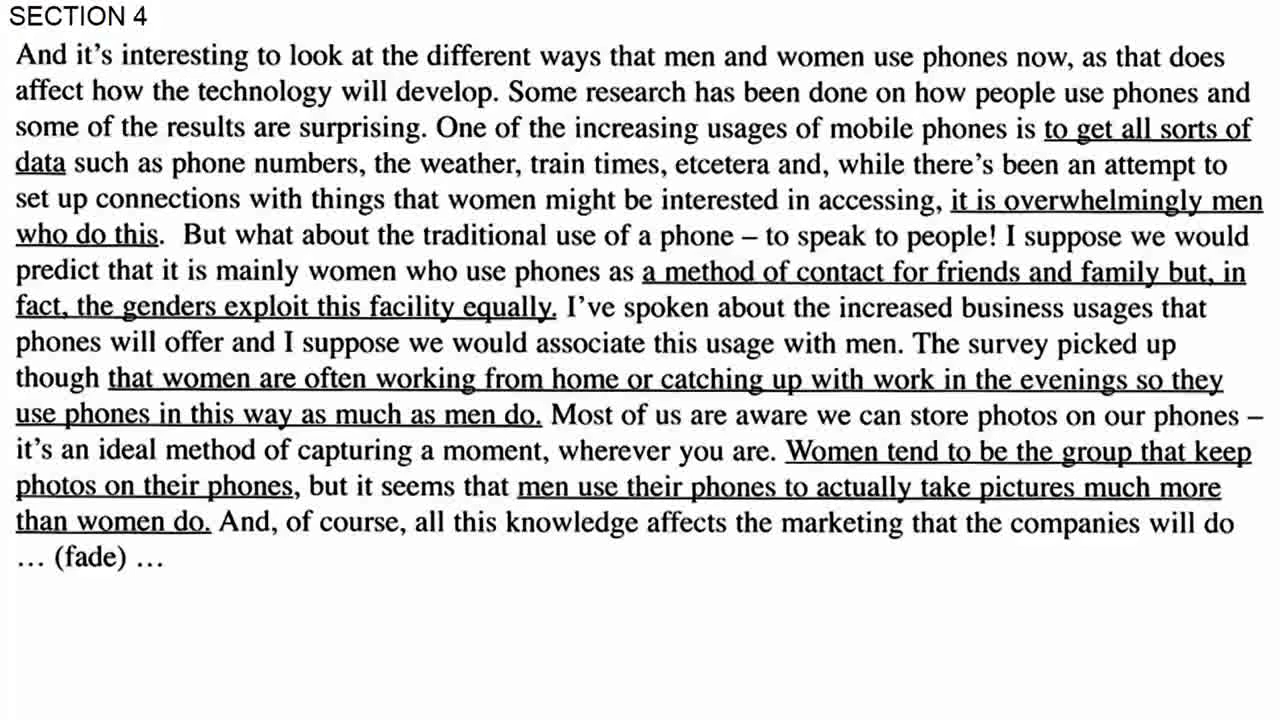 SECTION 4
And it's interesting to look at the different ways that men and women use phones now, as that does
affect how the technology will develop. Some research has been done on how people use phones and
some of the results are surprising. One of the increasing usages of mobile phones is to get all sorts of
data such as phone numbers, the weather, train times, etcetera and, while there's been an attempt to
set up connections with things that women might be interested in accessing, it is overwhelmingly men
who do this. But what about the traditional use of a phone – to speak to people! I suppose we would
predict that it is mainly women who use phones as a method of contact for friends and family but, in
fact, the genders exploit this facility equally. I've spoken about the increased business usages that
phones will offer and I suppose we would associate this usage with men. The survey picked up
though that women are often working from home or catching up with work in the evenings so they
use phones in this way as much as men do. Most of us are aware we can store photos on our phones –
it's an ideal method of capturing a moment, wherever you are. Women tend to be the group that keep
photos on their phones, but it seems that men use their phones to actually take pictures much more
than women do. And, of course, all this knowledge affects the marketing that the companies will do
… (fade) …